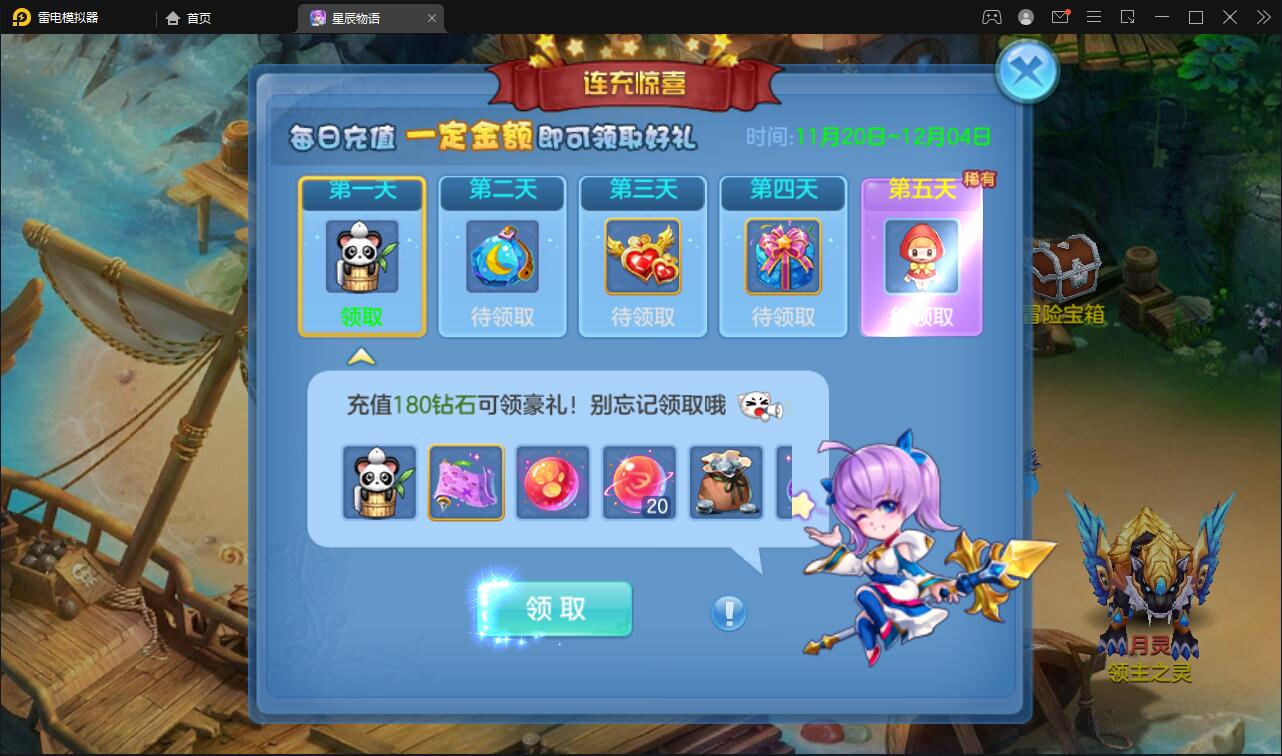 雷电模拟器
首页
星辰物语
连充惊喜
每日充值 一定金额 即可领取好礼
时间:11月20日~12月04日
第一天
第二天
第三天
第四天
第五天
稀有
领取
待领取
待领取
待领取
待领取
冒险宝箱
充值180钻石可领豪礼！别忘记领取哦
20
领取
月灵
领主之灵